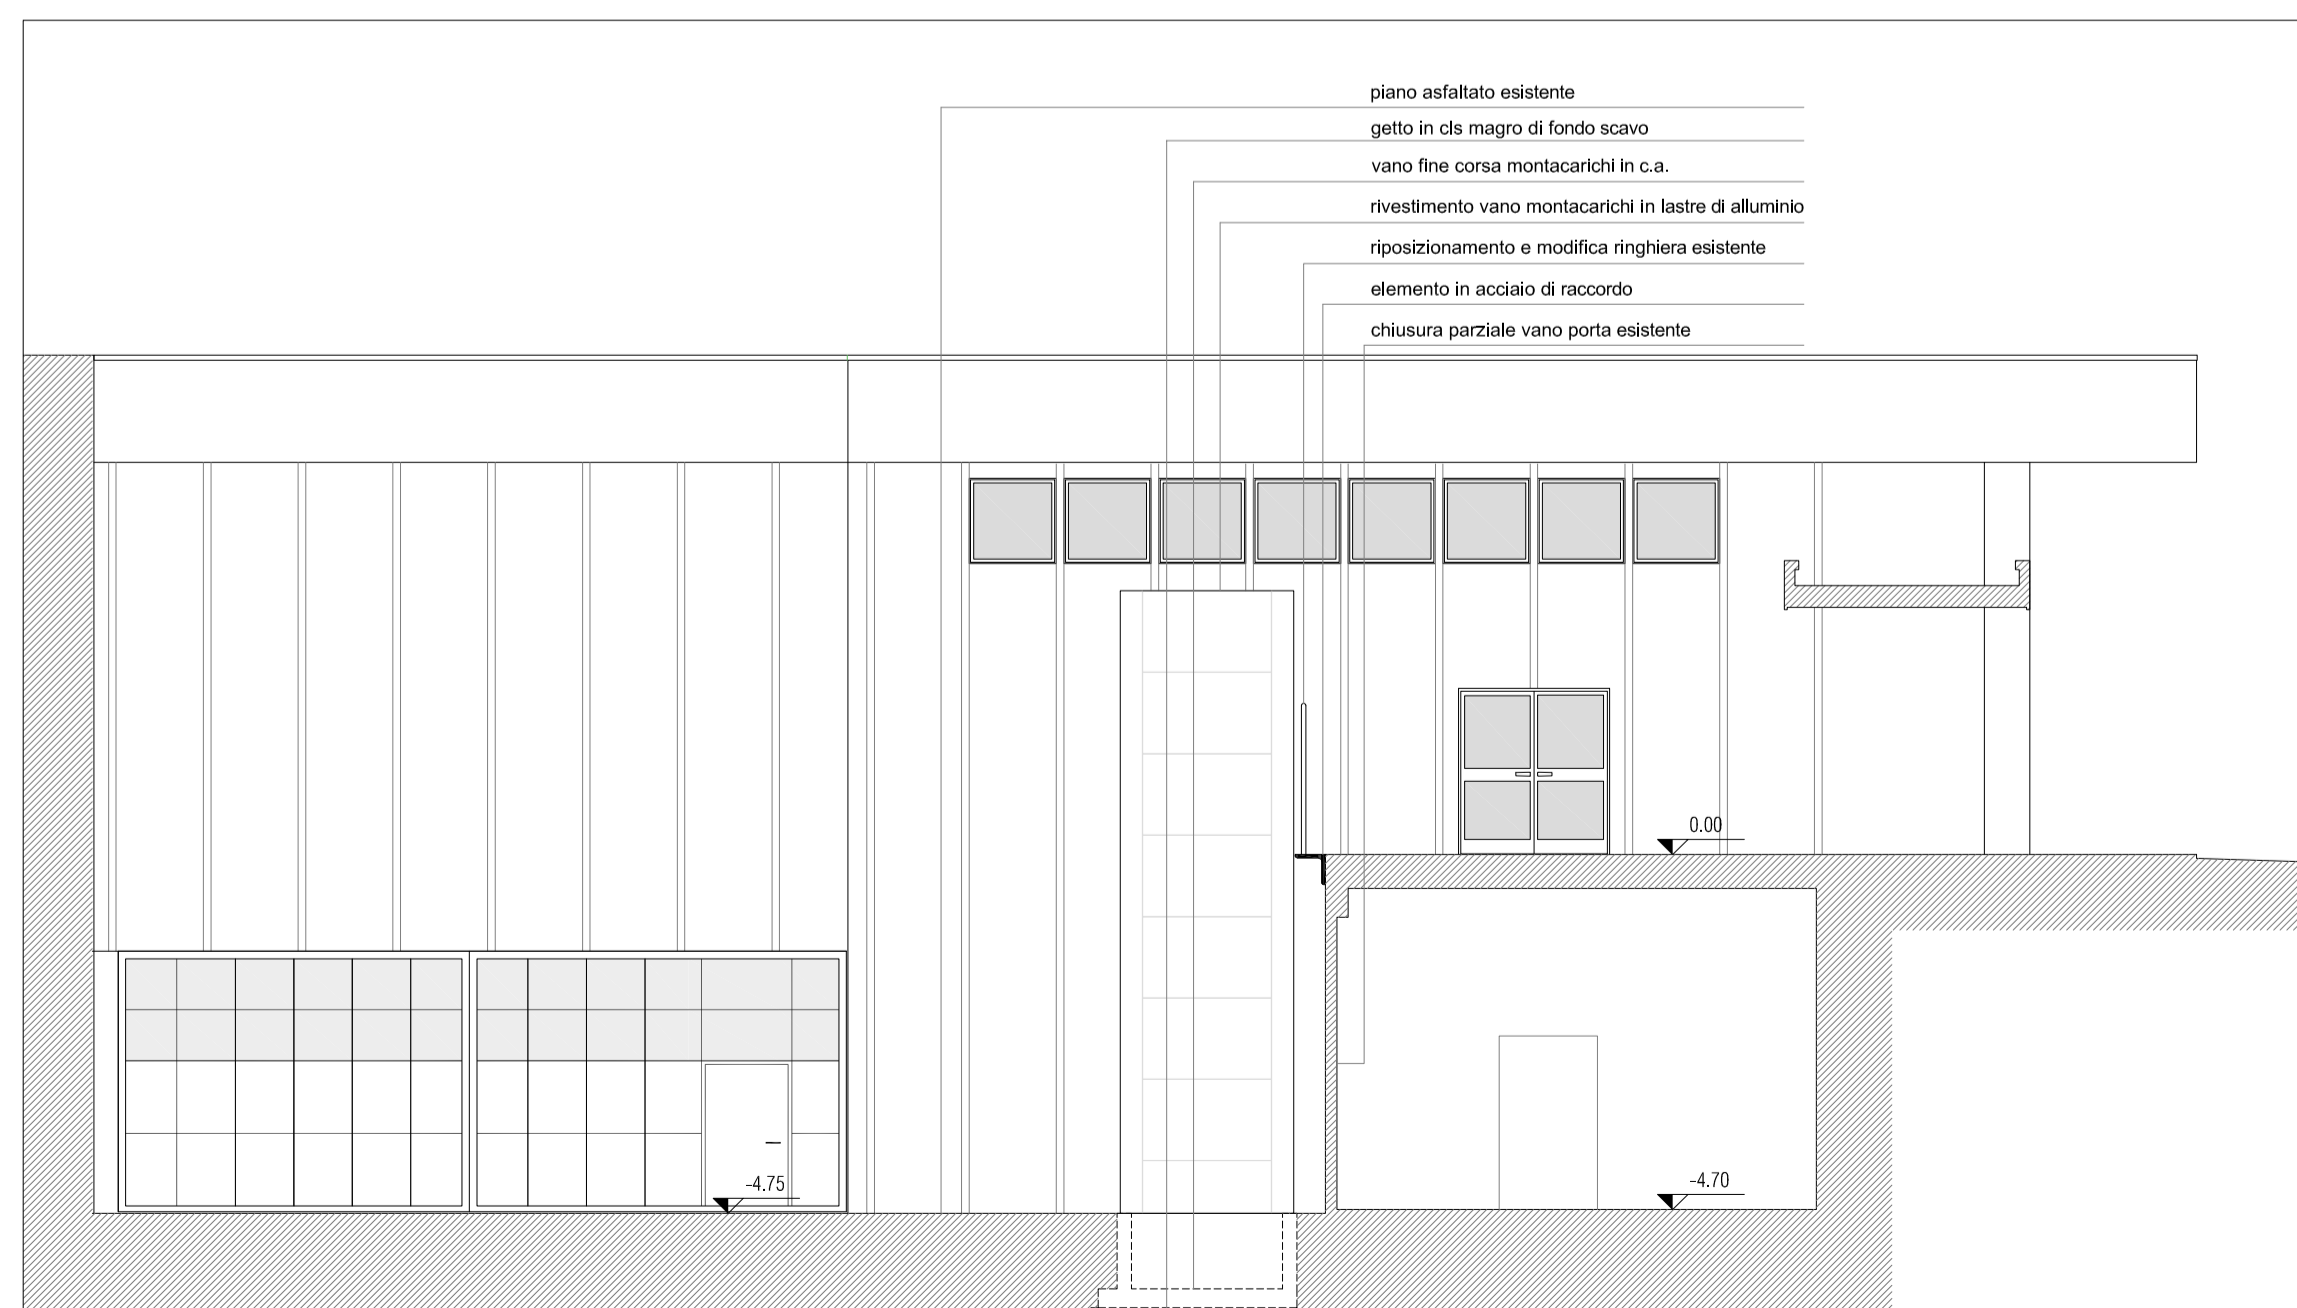 piano asfaltato esistente
getto in cls magro di fondo scavo
vano fine corsa montacarichi in c.a.
rivestimento vano montacarichi in lastre di alluminio
riposizionamento e modifica ringhiera esistente
elemento in acciaio di raccordo
chiusura parziale vano porta esistente
0.00
-4.75
-4.70